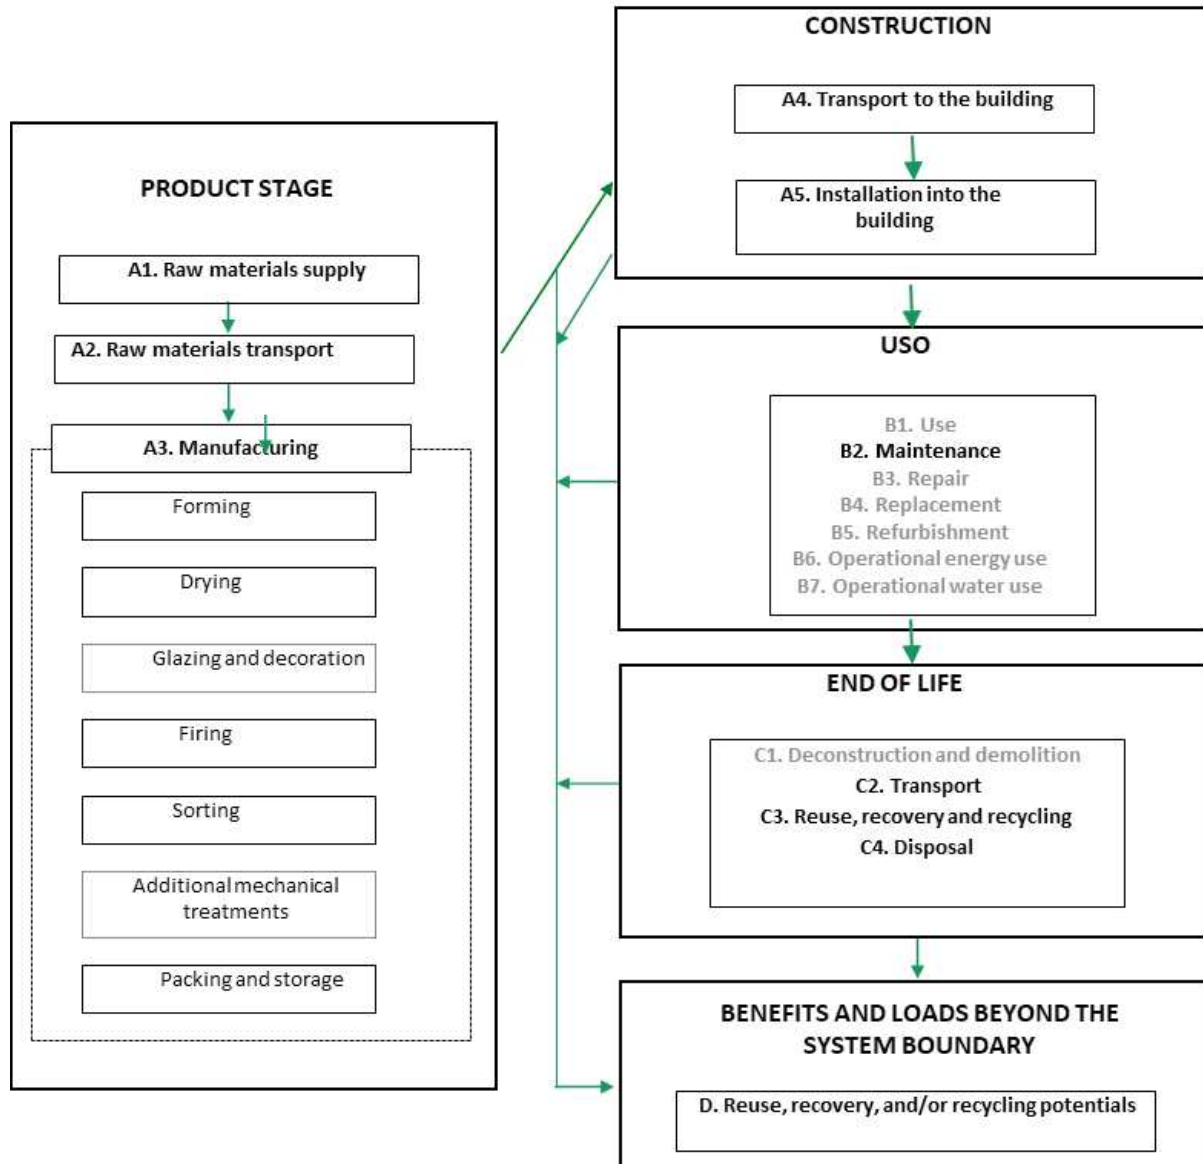 PRODUCT STAGE
A1. Raw materials supply
A2. Raw materials transport
A3. Manufacturing
Forming
Drying
Glazing and decoration
Firing
Sorting
Additional mechanical
treatments
Packing and storage
CONSTRUCTION
A4. Transport to the building
A5. Installation into the
building
USO
B1. Use
B2. Maintenance
B3. Repair
B4. Replacement
B5. Refurbishment
B6. Operational energy use
B7. Operational water use
END OF LIFE
C1. Deconstruction and demolition
C2. Transport
C3. Reuse, recovery and recycling
C4. Disposal
BENEFITS AND LOADS BEYOND THE
SYSTEM BOUNDARY
D. Reuse, recovery, and/or recycling potentials